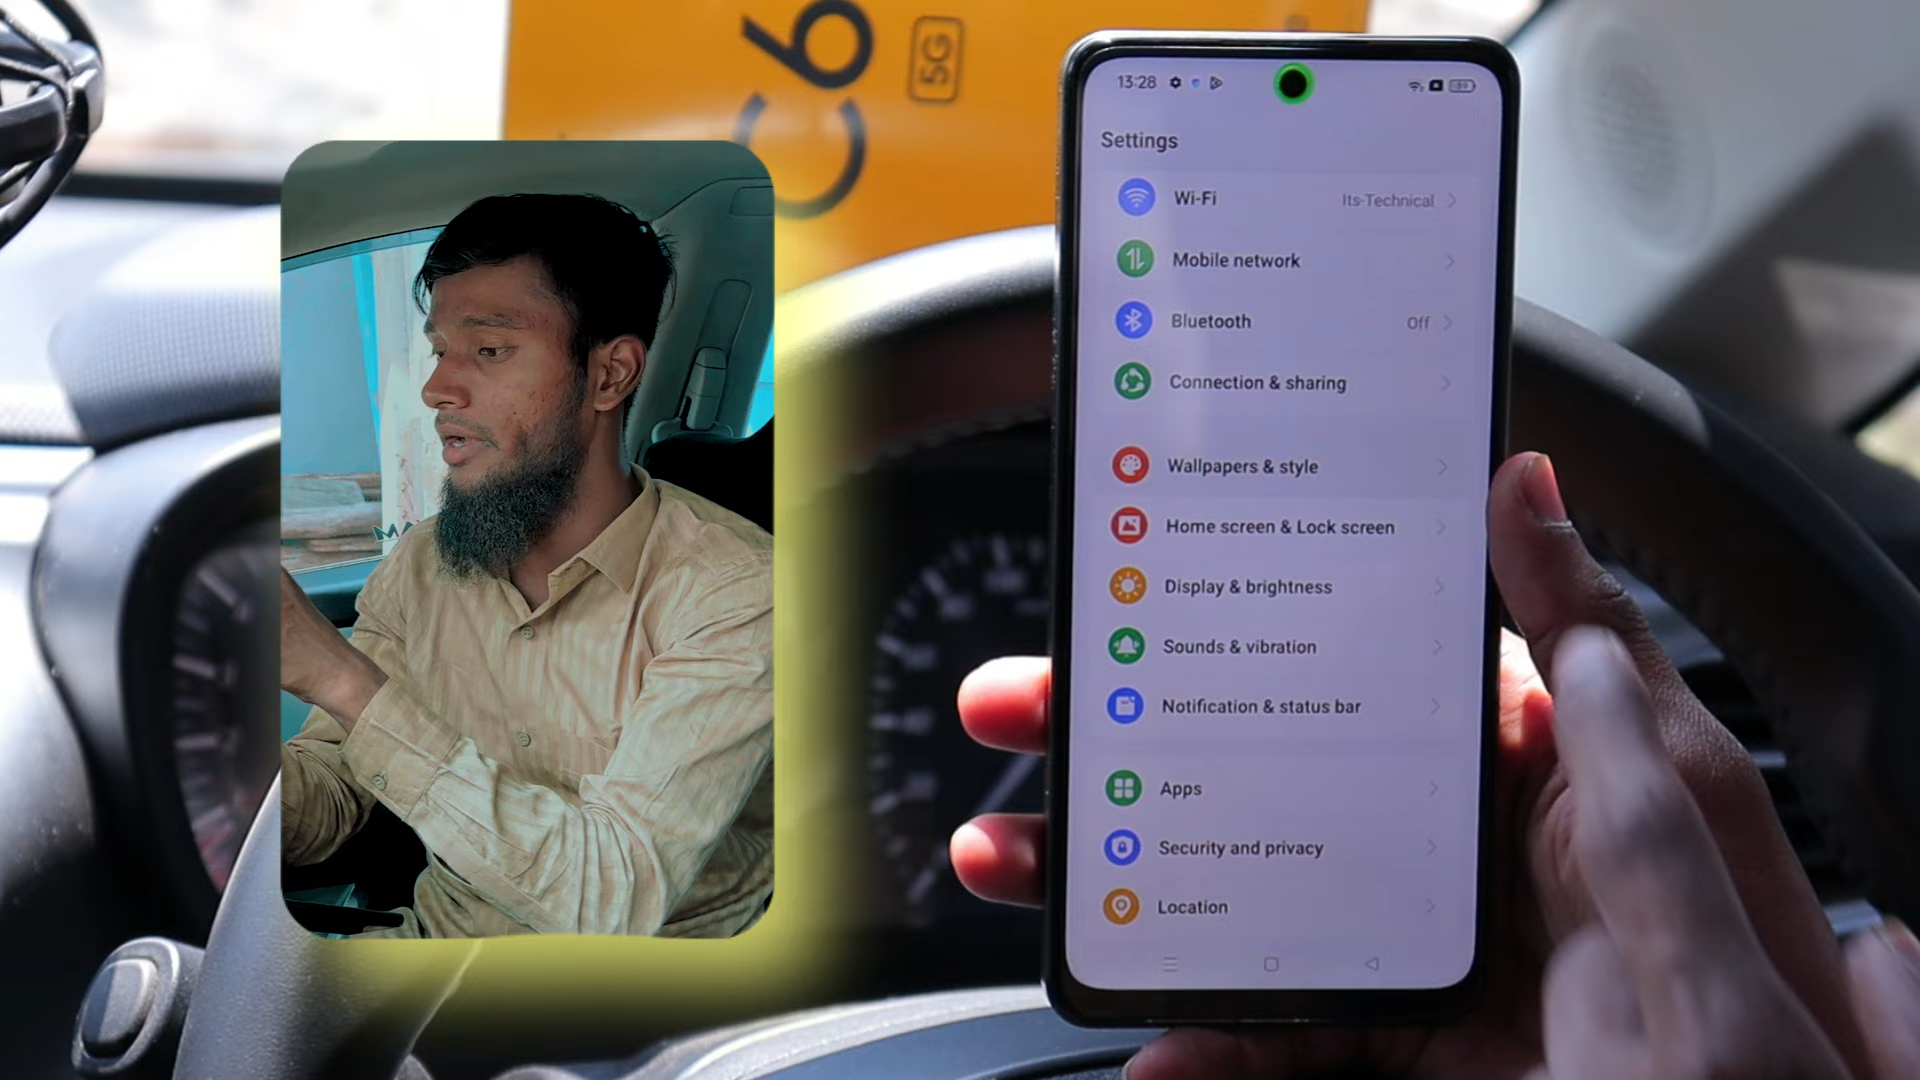 C6
5G
13:28
89
Settings
Wi-Fi
Its-Technical
Mobile network
Bluetooth
Off
Connection & sharing
Wallpapers & style
Home screen & Lock screen
Display & brightness
Sounds & vibration
Notification & status bar
Apps
Security and privacy
Location